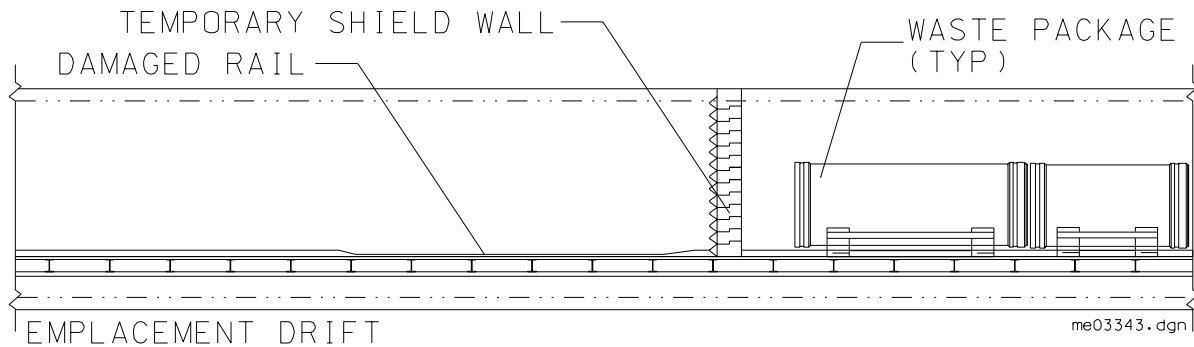 TEMPORARY SHIELD WALL
DAMAGED RAIL
WASTE PACKAGE
(TYP)
EMPLACEMENT DRIFT
me03343.dgn